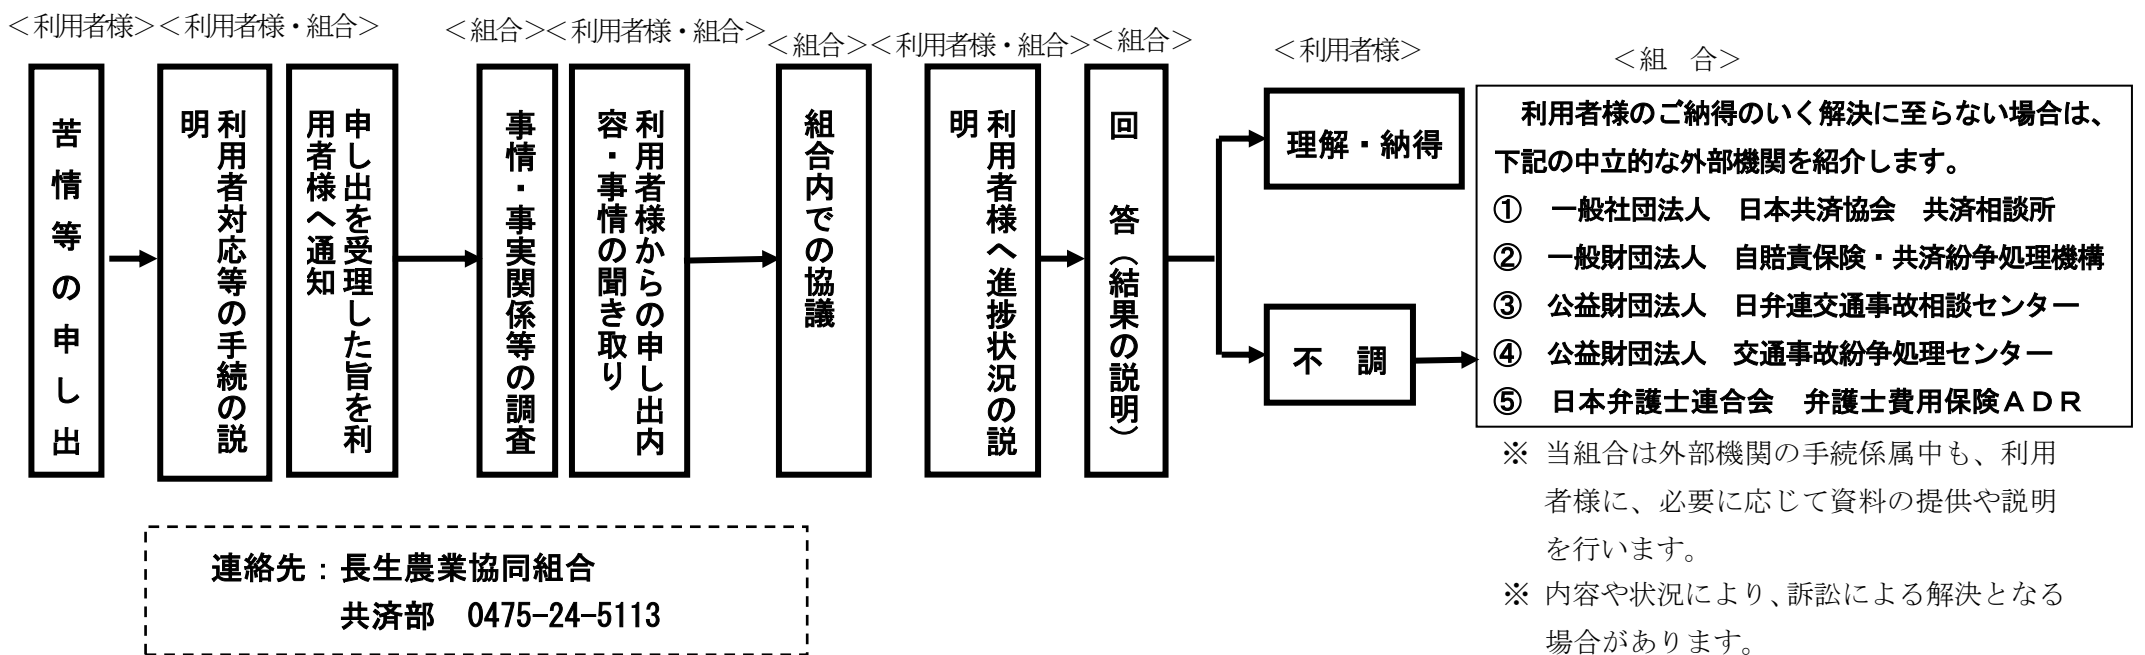 ＜利用者様＞
＜利用者様・組合＞
＜組合＞
＜利用者様・組合＞
＜組合＞
＜利用者様・組合＞
＜組合＞
＜利用者様＞
＜組　合＞
苦情等の申し出
利用者対応等の手続の説
明
申し出を受理した旨を利
用者様へ通知
事情・事実関係等の調査
利用者様からの申し出内
容・事情の聞き取り
組合内での協議
利用者様へ進捗状況の説
明
回　答（結果の説明）
理解・納得
不　調
利用者様のご納得のいく解決に至らない場合は、
下記の中立的な外部機関を紹介します。
①　一般社団法人　日本共済協会　共済相談所
②　一般財団法人　自賠責保険・共済紛争処理機構
③　公益財団法人　日弁連交通事故相談センター
④　公益財団法人　交通事故紛争処理センター
⑤　日本弁護士連合会　弁護士費用保険ＡＤＲ
※ 当組合は外部機関の手続係属中も、利用
者様に、必要に応じて資料の提供や説明
を行います。
※ 内容や状況により、訴訟による解決となる
場合があります。
連絡先：長生農業協同組合
共済部　0475-24-5113